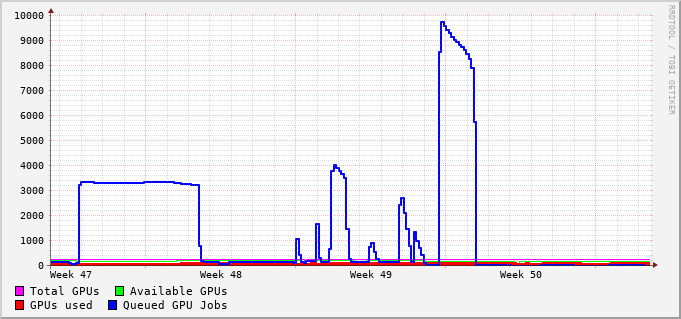 10000
9000
8000
7000
6000
5000
4000
3000
2000
1000
0
Week 47 Week 48 Week 49 Week 50
Total GPUs Available GPUs
GPUs used Queued GPU Jobs
RRDTOOL / TOBI OETIKER